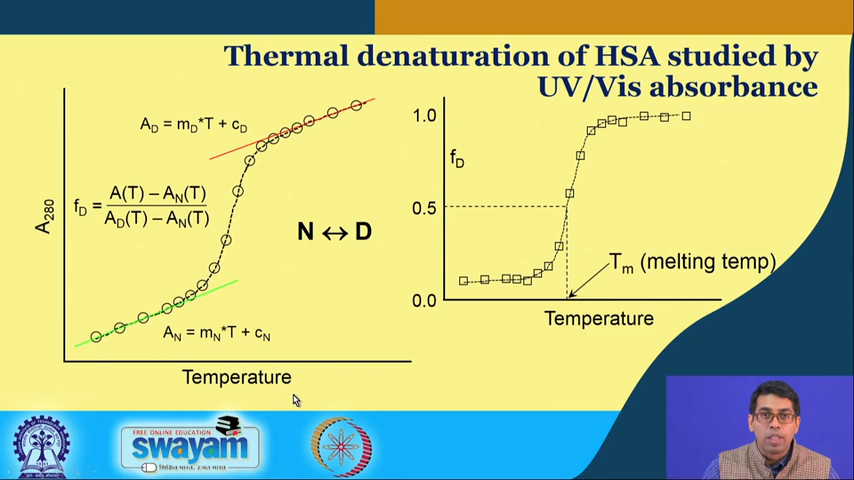 Thermal denaturation of HSA studied by
UV/Vis absorbance
A_D = m_D*T + c_D
f_D = A(T) – A_N(T)
A_D(T) – A_N(T)
A_280
N ↔ D
A_N = m_N*T + c_N
Temperature
1.0
f_D
0.5
T_m (melting temp)
0.0
Temperature
FREE ONLINE EDUCATION
swayam